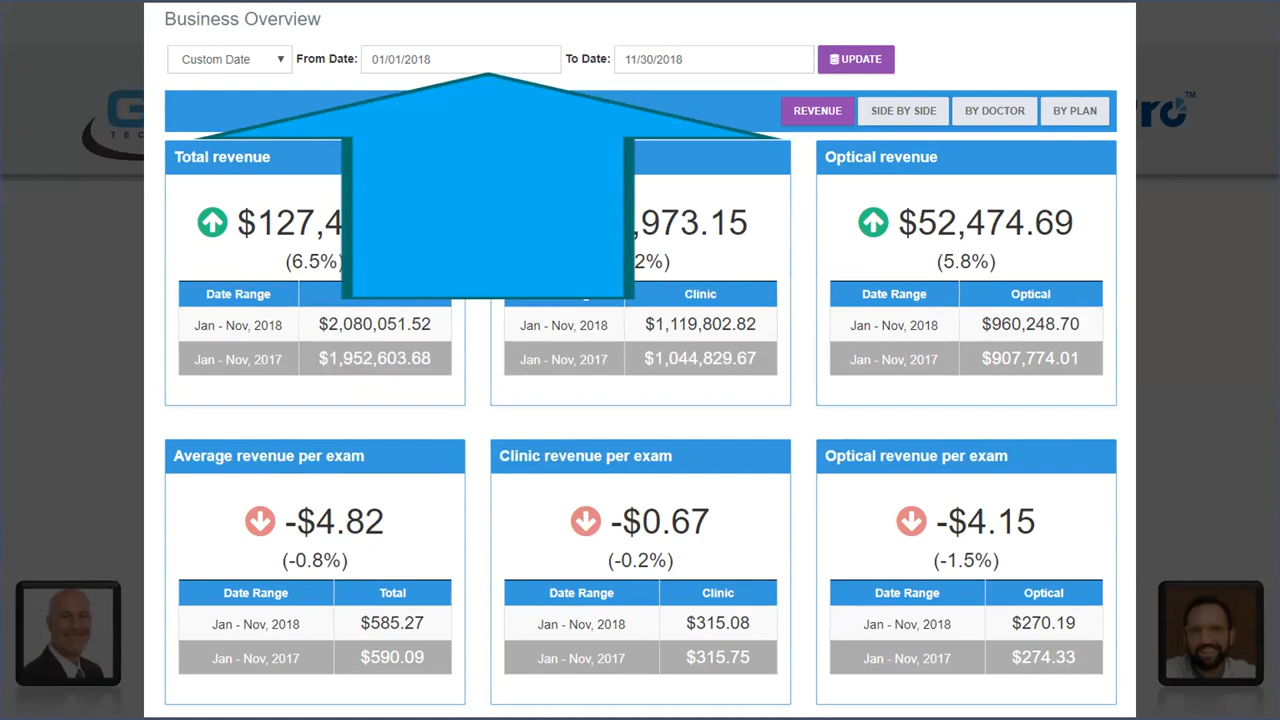 Business Overview
Custom Date ▼ From Date: 01/01/2018 To Date: 11/30/2018 UPDATE
REVENUE SIDE BY SIDE BY DOCTOR BY PLAN
Total revenue Optical revenue
$127,4 ,973.15 $52,474.69
(6.5%) 2%) (5.8%)
Date Range Clinic Date Range Optical
Jan - Nov, 2018 $2,080,051.52 Jan - Nov, 2018 $1,119,802.82 Jan - Nov, 2018 $960,248.70
Jan - Nov, 2017 $1,952,603.68 Jan - Nov, 2017 $1,044,829.67 Jan - Nov, 2017 $907,774.01
Average revenue per exam Clinic revenue per exam Optical revenue per exam
-$4.82 -$0.67 -$4.15
(-0.8%) (-0.2%) (-1.5%)
Date Range Total Date Range Clinic Date Range Optical
Jan - Nov, 2018 $585.27 Jan - Nov, 2018 $315.08 Jan - Nov, 2018 $270.19
Jan - Nov, 2017 $590.09 Jan - Nov, 2017 $315.75 Jan - Nov, 2017 $274.33